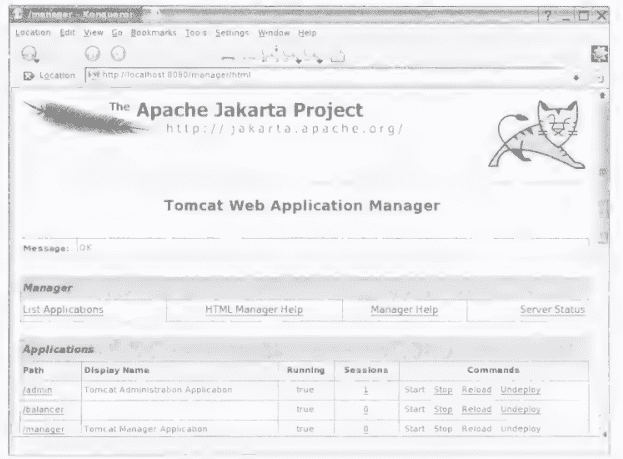 /manager - Konqueror
Location Edit View Go Bookmarks Tools Settings Window Help
Location http://localhost:8080/manager/html
The Apache Jakarta Project
http://jakarta.apache.org/
Tomcat Web Application Manager
Message: OK
Manager
List Applications HTML Manager Help Manager Help Server Status
Applications
Path Display Name Running Sessions Commands
/admin Tomcat Administration Application true 1 Start Stop Reload Undeploy
/balancer true 0 Start Stop Reload Undeploy
/manager Tomcat Manager Application true 0 Start Stop Reload Undeploy